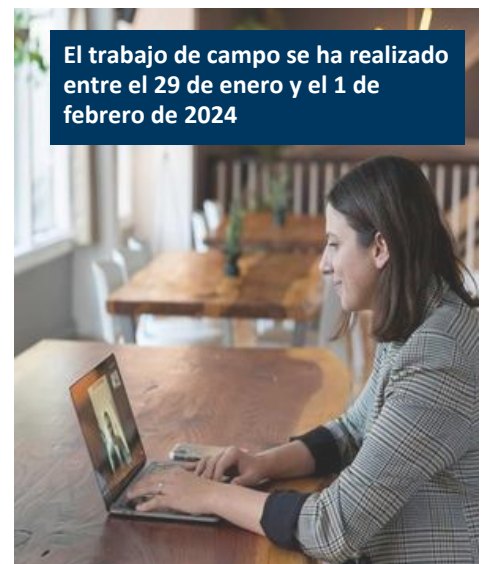 El trabajo de campo se ha realizado
entre el 29 de enero y el 1 de
febrero de 2024